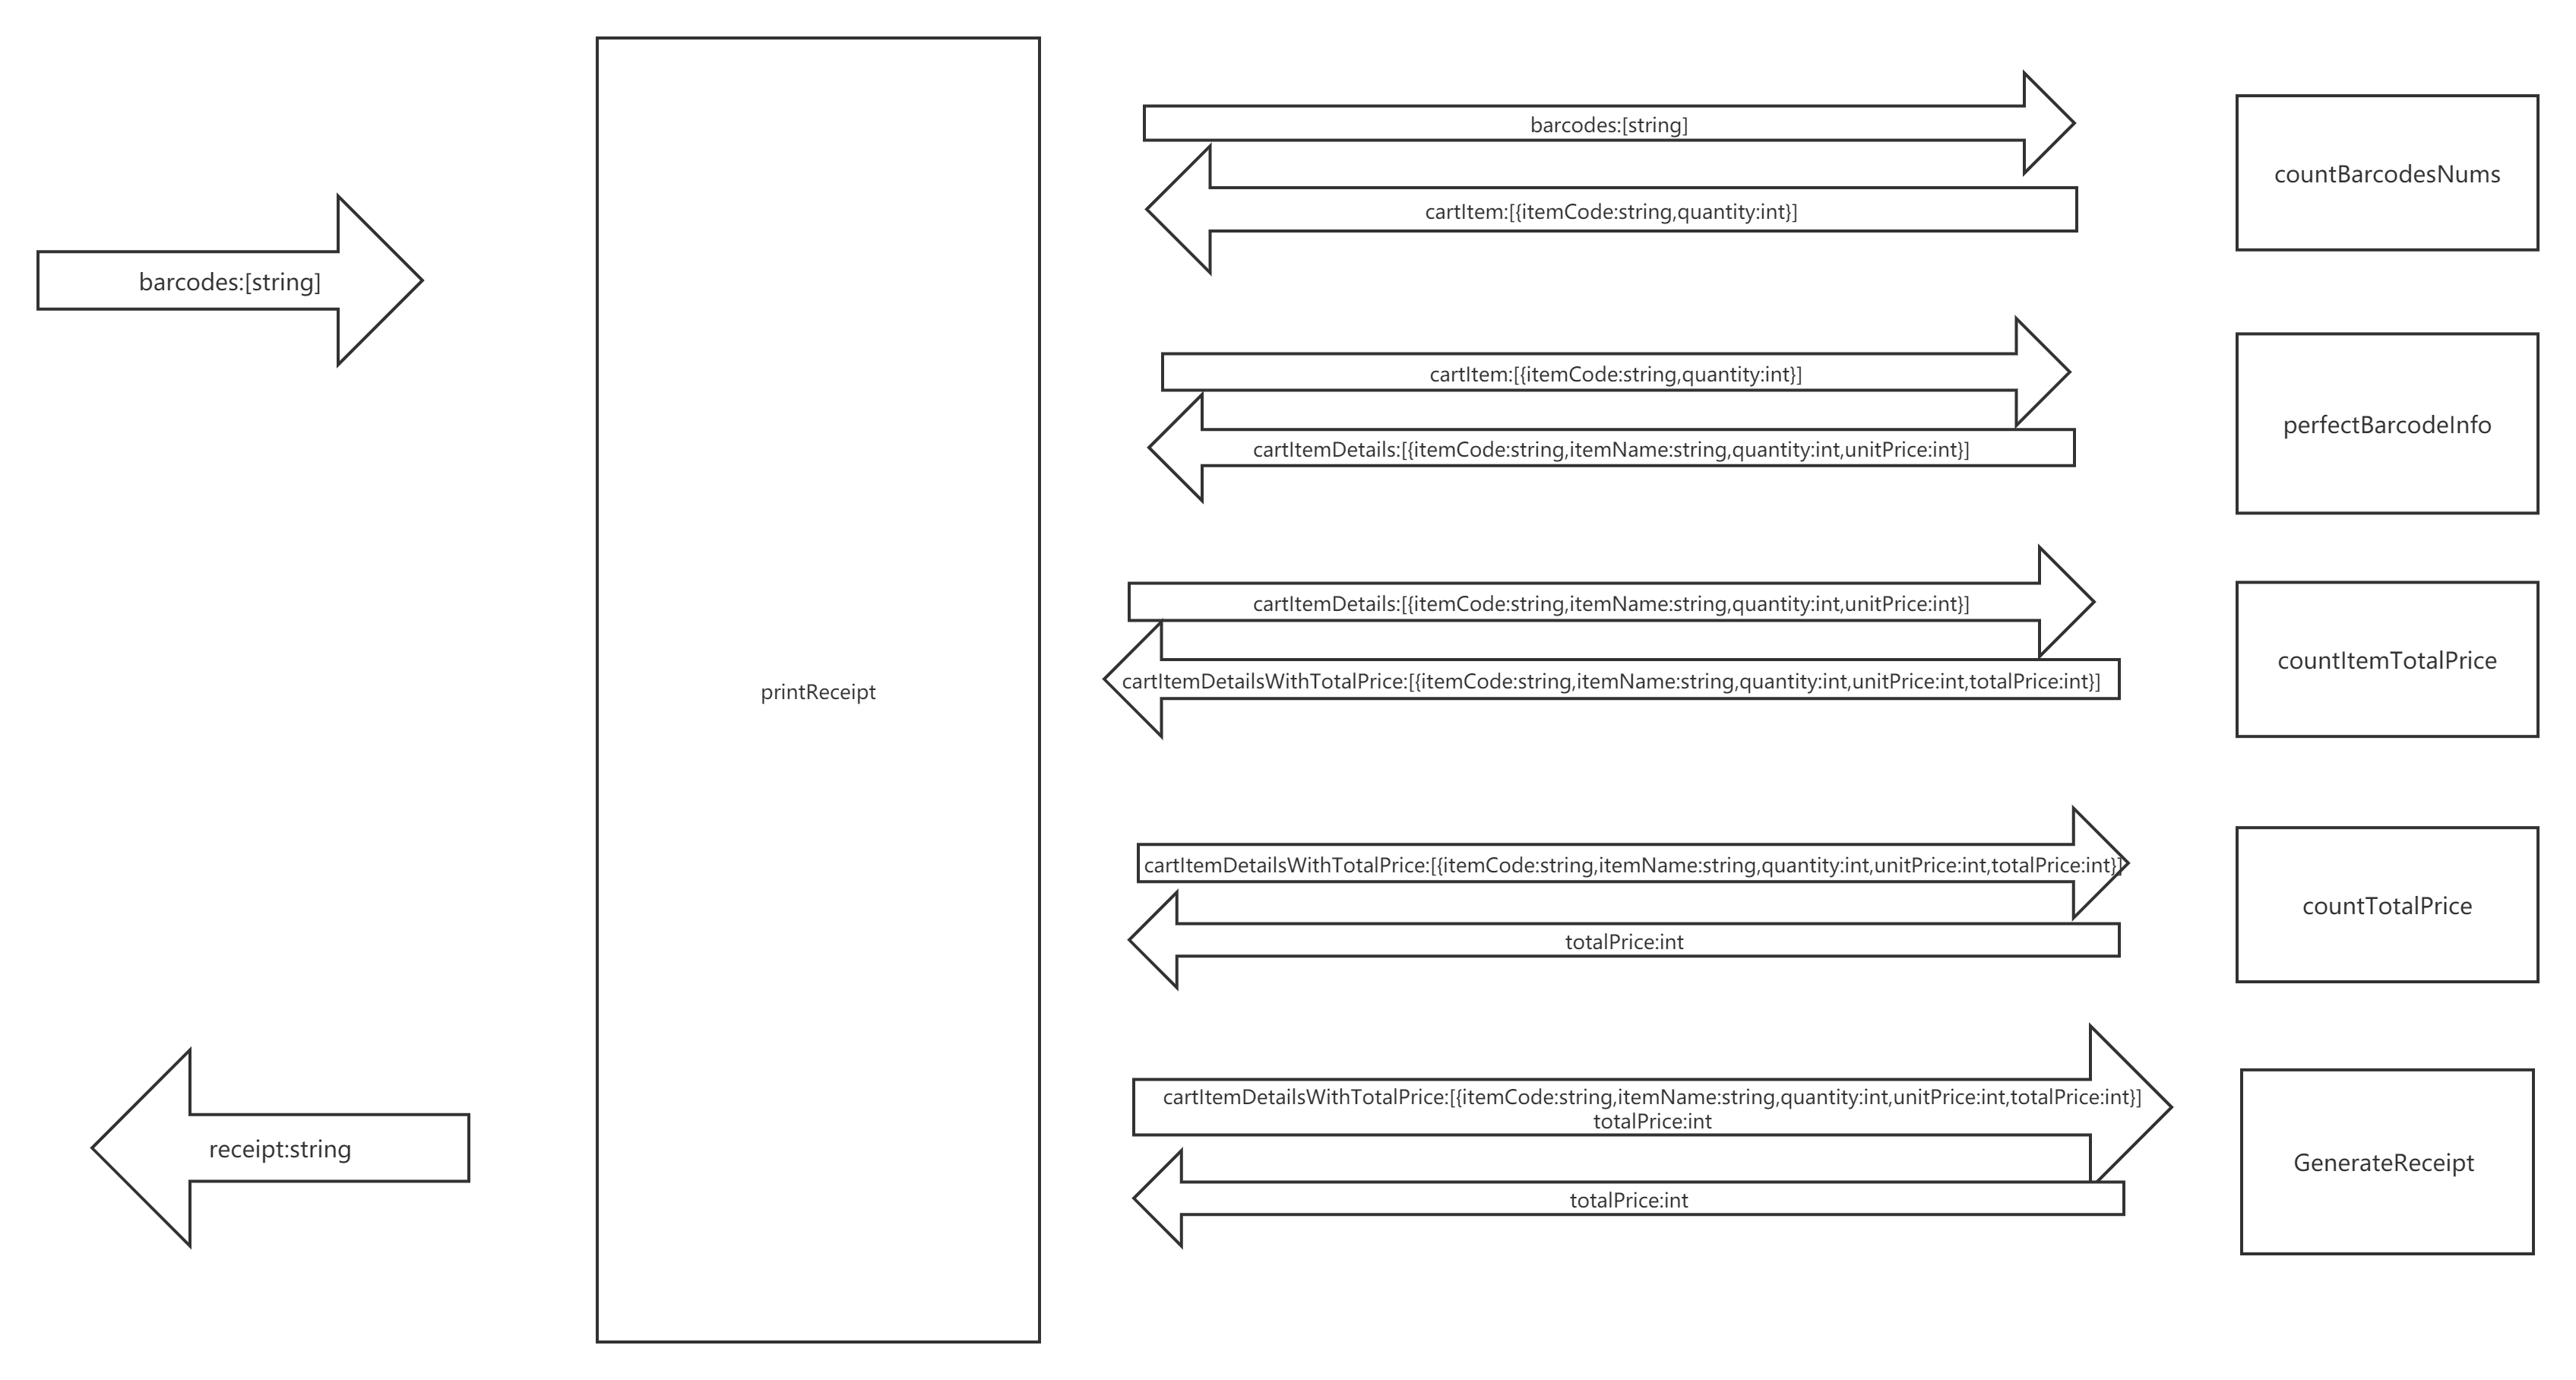 barcodes:[string]
countBarcodesNums
cartItem:[{itemCode:string,quantity:int}]
barcodes:[string]
cartItem:[{itemCode:string,quantity:int}]
perfectBarcodeInfo
cartItemDetails:[{itemCode:string,itemName:string,quantity:int,unitPrice:int}]
cartItemDetails:[{itemCode:string,itemName:string,quantity:int,unitPrice:int}]
countItemTotalPrice
cartItemDetailsWithTotalPrice:[{itemCode:string,itemName:string,quantity:int,unitPrice:int,totalPrice:int}]
printReceipt
cartItemDetailsWithTotalPrice:[{itemCode:string,itemName:string,quantity:int,unitPrice:int,totalPrice:int}]
countTotalPrice
totalPrice:int
cartItemDetailsWithTotalPrice:[{itemCode:string,itemName:string,quantity:int,unitPrice:int,totalPrice:int}]
totalPrice:int
receipt:string
GenerateReceipt
totalPrice:int